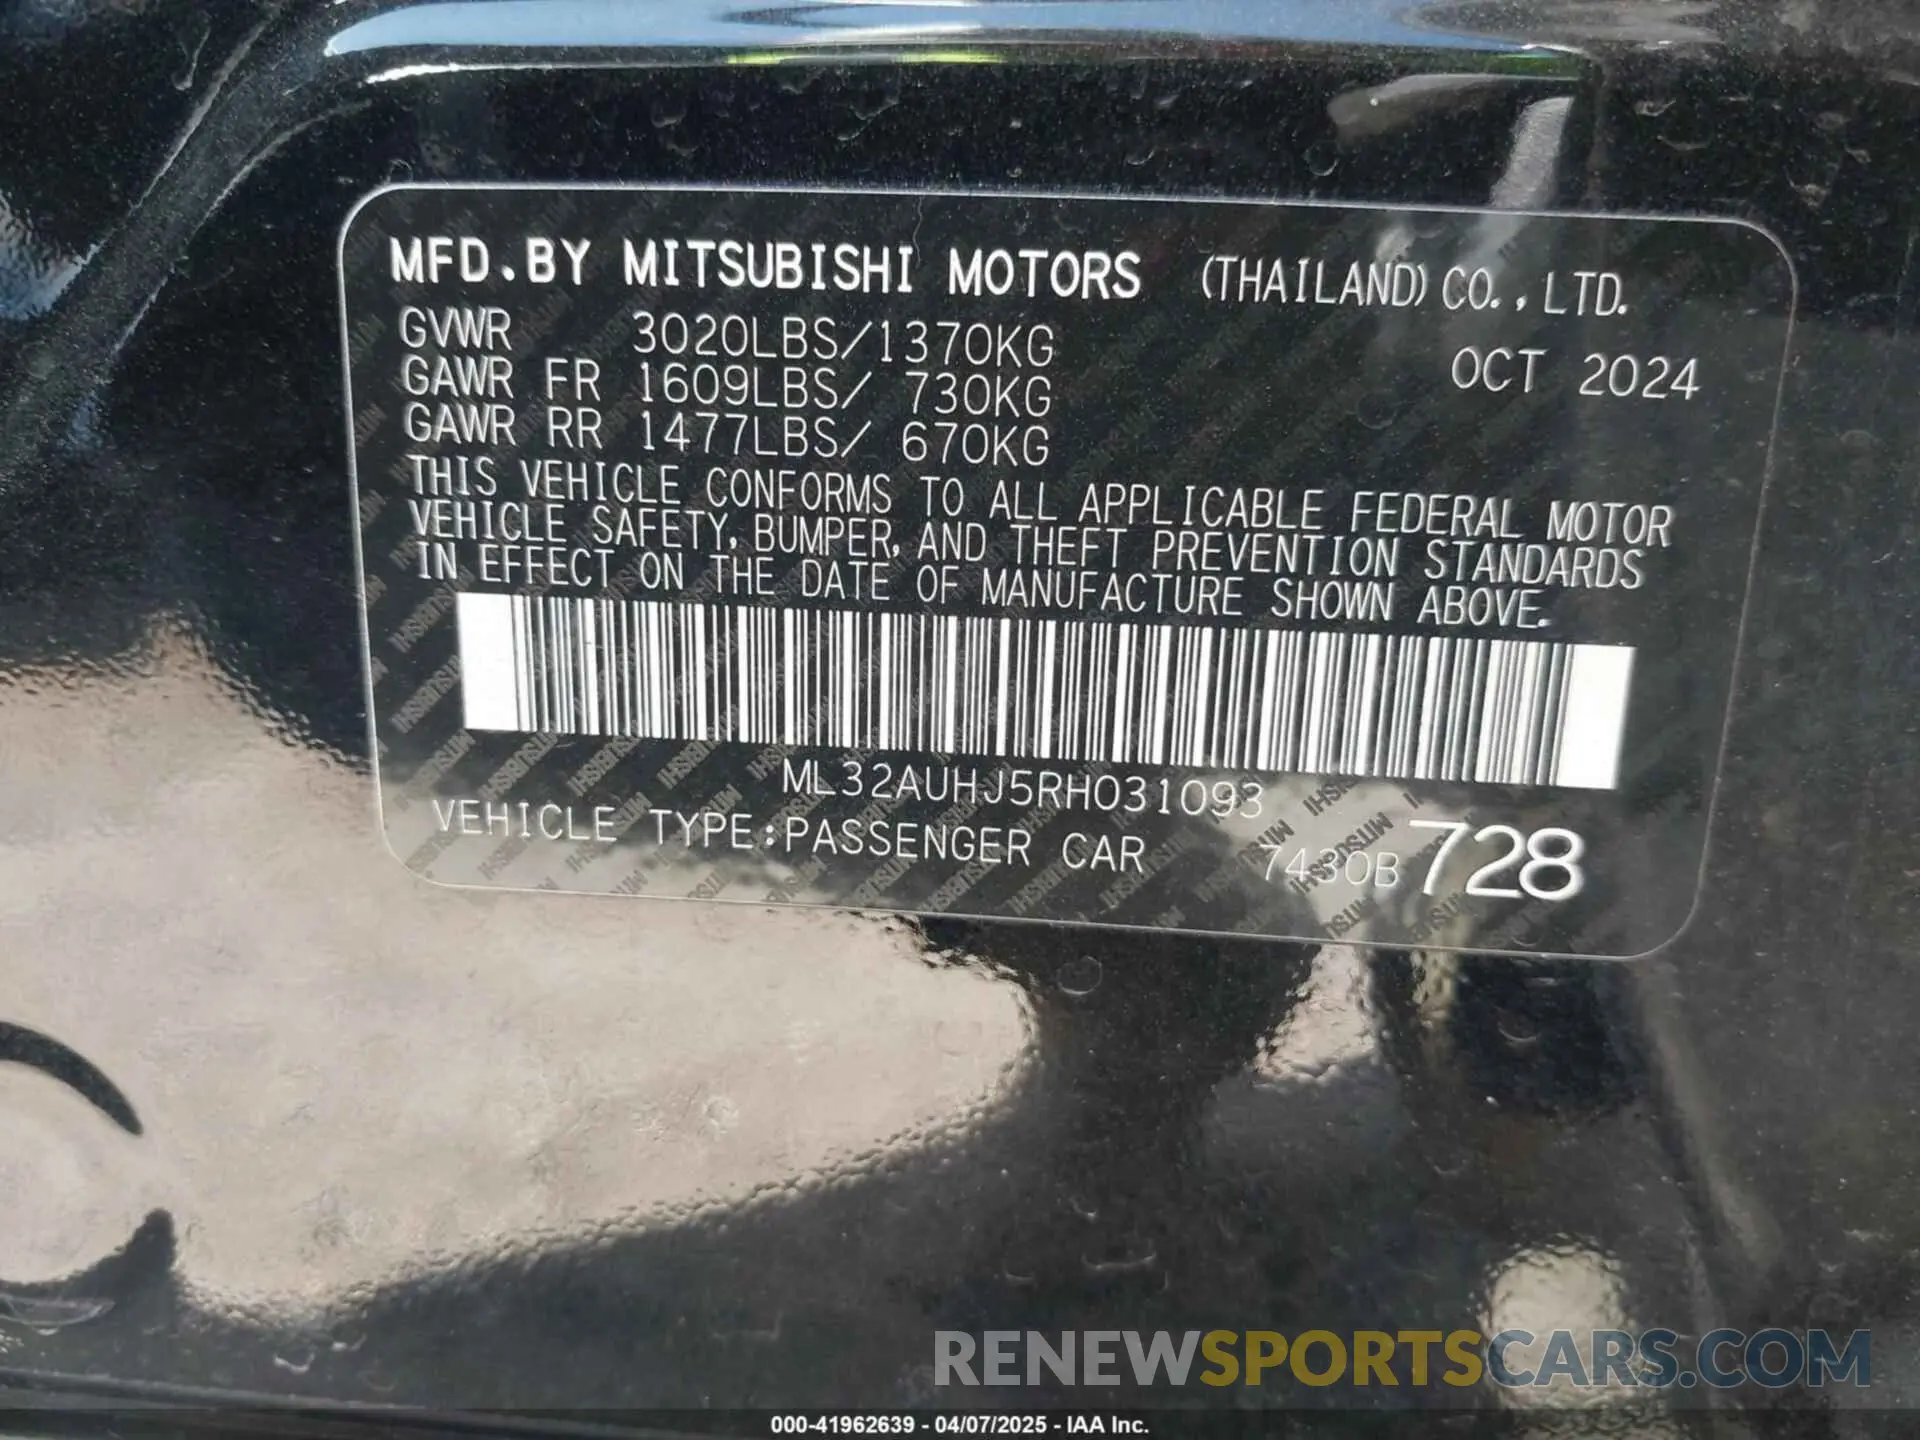 MFD.BY MITSUBISHI MOTORS (THAILAND) CO.,LTD.
GVWR 3020LBS/1370KG OCT 2024
GAWR FR 1609LBS/ 730KG
GAWR RR 1477LBS/ 670KG
THIS VEHICLE CONFORMS TO ALL APPLICABLE FEDERAL MOTOR
VEHICLE SAFETY, BUMPER, AND THEFT PREVENTION STANDARDS
IN EFFECT ON THE DATE OF MANUFACTURE SHOWN ABOVE.
ML32AUHJ5RH031093
VEHICLE TYPE:PASSENGER CAR 7430B 728
RENEWSPORTSCARS.COM
000-41962639 - 04/07/2025 - IAA Inc.